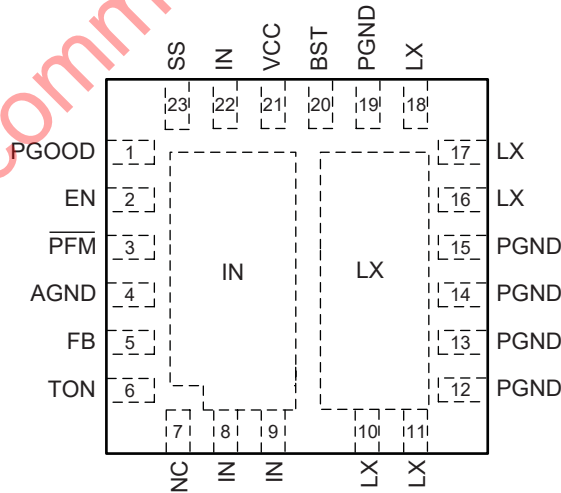 omm
SS IN VCC BST PGND LX
23 22 21 20 19 18
PGOOD 1 17 LX
EN 2 16 LX
PFM 3 15 PGND
IN LX
AGND 4 14 PGND
FB 5 13 PGND
TON 6 12 PGND
7 8 9 10 11
NC IN IN LX LX